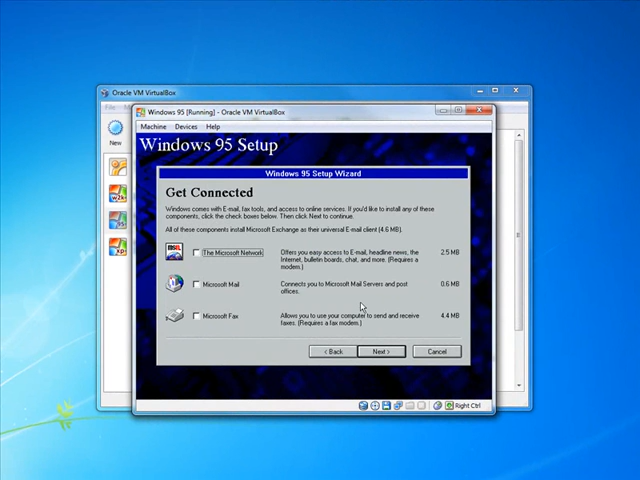 Oracle VM VirtualBox
File
Windows 95 [Running] - Oracle VM VirtualBox
Machine Devices Help
New
Windows 95 Setup
Windows 95 Setup Wizard
Get Connected
Windows comes with E-mail, fax tools, and access to online services. If you'd like to install any of these
components, click the check boxes below. Then click Next to continue.
All of these components install Microsoft Exchange as their universal E-mail client (4.6 MB).
The Microsoft Network
Offers you easy access to E-mail, headline news, the
Internet, bulletin boards, chat, and more. (Requires a
modem.)
2.5 MB
Microsoft Mail
Connects you to Microsoft Mail Servers and post
offices.
0.6 MB
Microsoft Fax
Allows you to use your computer to send and receive
faxes. (Requires a fax modem.)
4.4 MB
< Back
Next >
Cancel
Right Ctrl
w2k
95
xp